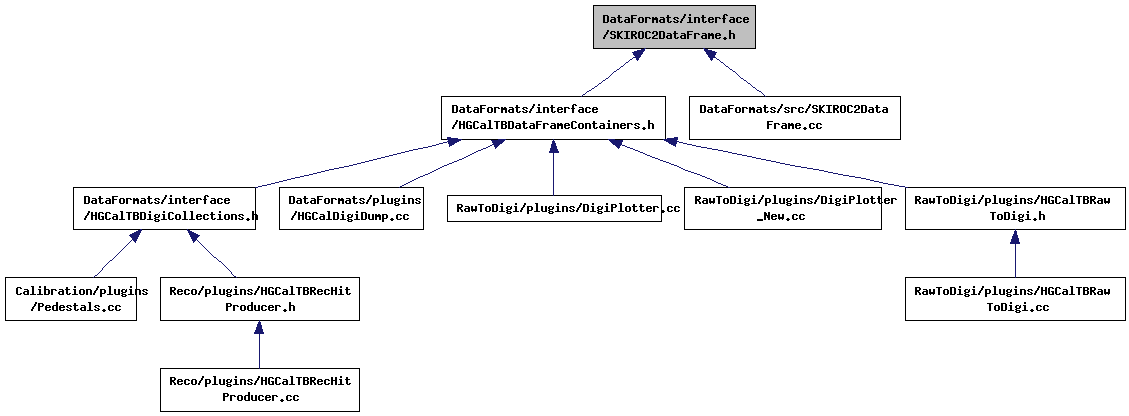 DataFormats/interface
/SKIROC2DataFrame.h
DataFormats/interface
/HGCalTBDataFrameContainers.h
DataFormats/src/SKIROC2Data
Frame.cc
DataFormats/interface
/HGCalTBDigiCollections.h
DataFormats/plugins
/HGCalDigiDump.cc
RawToDigi/plugins/DigiPlotter.cc
RawToDigi/plugins/DigiPlotter
_New.cc
RawToDigi/plugins/HGCalTBRaw
ToDigi.h
Calibration/plugins
/Pedestals.cc
Reco/plugins/HGCalTBRecHit
Producer.h
RawToDigi/plugins/HGCalTBRaw
ToDigi.cc
Reco/plugins/HGCalTBRecHit
Producer.cc